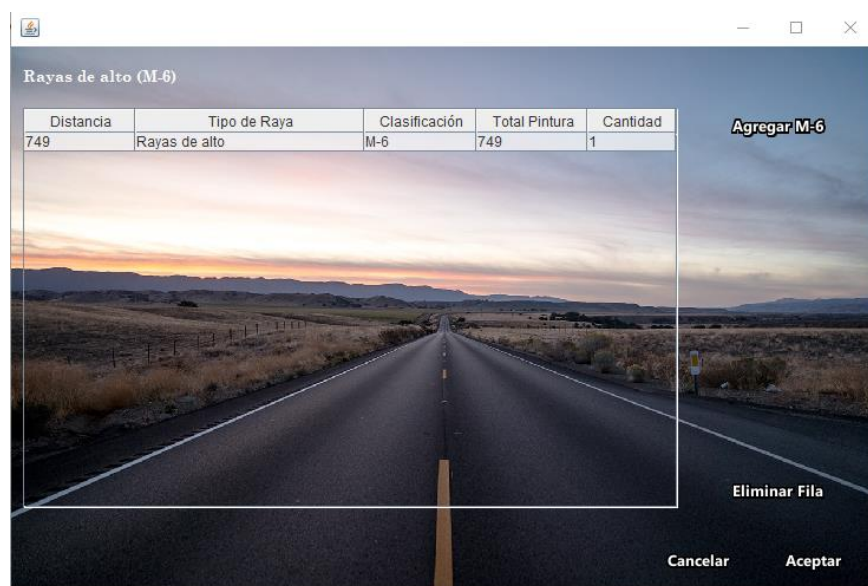 Rayas de alto (M-6)
Distancia Tipo de Raya Clasificación Total Pintura Cantidad
749 Rayas de alto M-6 749 1
Agregar M-6
Eliminar Fila
Cancelar Aceptar